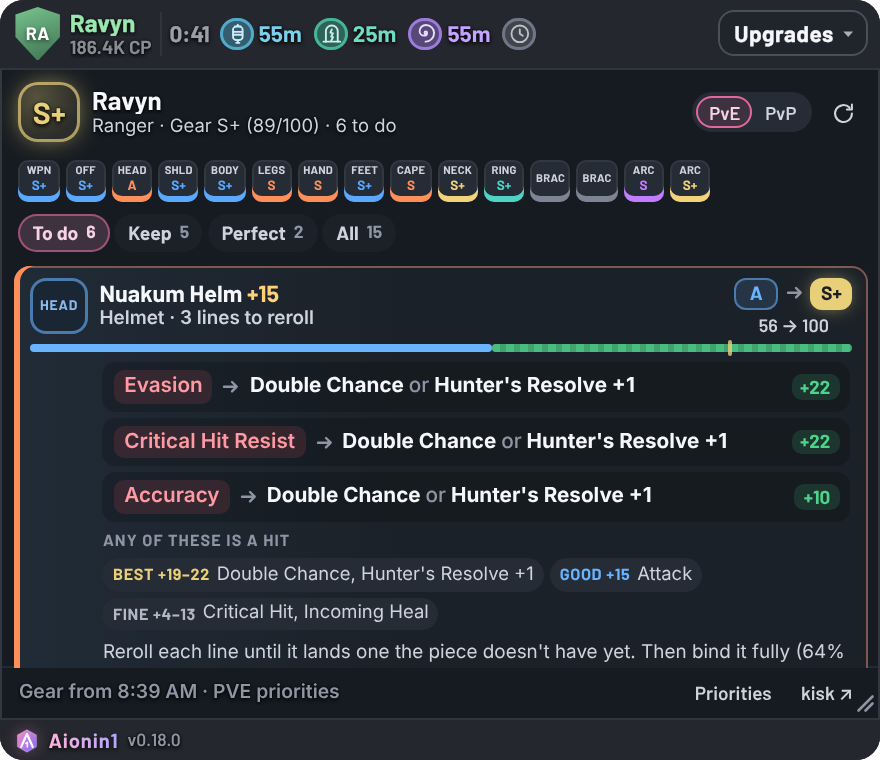 RA
Ravyn
186.4K CP
0:41
55m
25m
55m
Upgrades
S+
Ravyn
Ranger · Gear S+ (89/100) · 6 to do
PvE
PvP
WPN OFF HEAD SHLD BODY LEGS HAND FEET CAPE NECK RING BRAC BRAC ARC ARC
S+ S+ A S+ S+ S S S+ S S+ S+ S S+
To do 6
Keep 5
Perfect 2
All 15
HEAD
Nuakum Helm +15
Helmet · 3 lines to reroll
A → S+
56 → 100
Evasion → Double Chance or Hunter's Resolve +1 +22
Critical Hit Resist → Double Chance or Hunter's Resolve +1 +22
Accuracy → Double Chance or Hunter's Resolve +1 +10
ANY OF THESE IS A HIT
BEST +19–22 Double Chance, Hunter's Resolve +1 GOOD +15 Attack
FINE +4–13 Critical Hit, Incoming Heal
Reroll each line until it lands one the piece doesn't have yet. Then bind it fully (64%
Gear from 8:39 AM · PVE priorities
Priorities
kisk ↗
Aionin1 v0.18.0